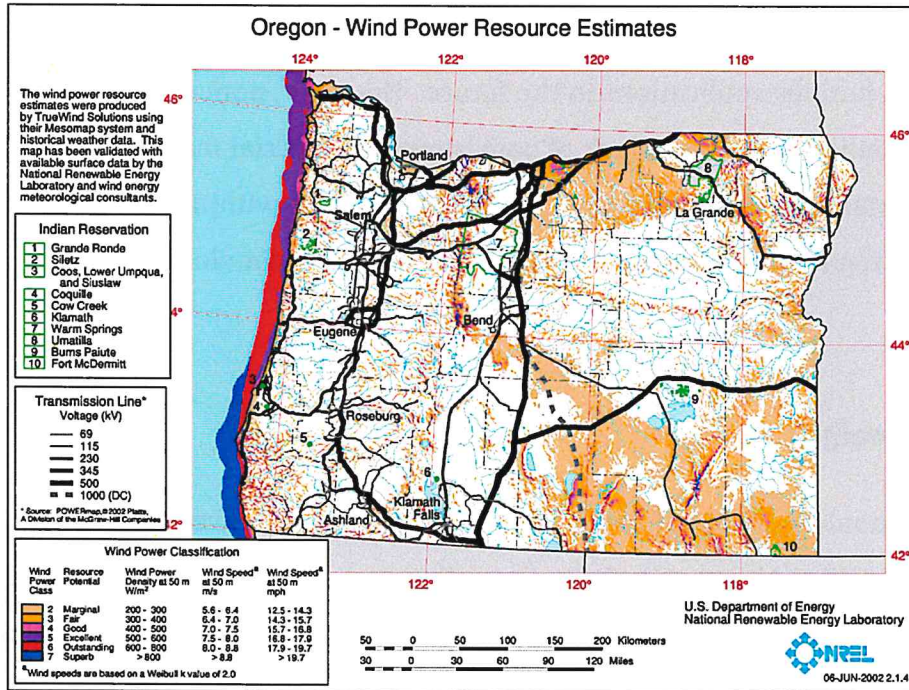 Oregon - Wind Power Resource Estimates
124°
122°
120°
118°
The wind power resource
estimates were produced
by TrueWind Solutions using
their Mesomap system and
historical weather data. This
map has been validated with
available surface data by the
National Renewable Energy
Laboratory and wind energy
meteorological consultants.
46°
46°
Portland
Salem
La Grande
8
2
7
Indian Reservation
1 Grande Ronde
2 Siletz
3 Coos, Lower Umpqua,
and Siuslaw
4 Coquille
5 Cow Creek
6 Klamath
7 Warm Springs
8 Umatilla
9 Burns Paiute
10 Fort McDermitt
4°
Eugene
Bend
44°
3
4
5
6
9
10
Roseburg
Klamath
Falls
Ashland
Transmission Line*
Voltage (kV)
69
115
230
345
500
1000 (DC)
* Source: POWERmap, ©2002 Platts,
A Division of the McGraw-Hill Companies
42°
42°
122°
120°
118°
Wind Power Classification
Wind Power Class
Resource Potential
Wind Power Density at 50 m W/m²
Wind Speedª at 50 m m/s
Wind Speedª at 50 m mph
2 Marginal 200 - 300 5.6 - 6.4 12.5 - 14.3
3 Fair 300 - 400 6.4 - 7.0 14.3 - 15.7
4 Good 400 - 500 7.0 - 7.5 15.7 - 16.8
5 Excellent 500 - 600 7.5 - 8.0 16.8 - 17.9
6 Outstanding 600 - 800 8.0 - 8.8 17.9 - 19.7
7 Superb > 800 > 8.8 > 19.7
ª Wind speeds are based on a Weibull k value of 2.0
50 0 50 100 150 200 Kilometers
30 0 30 60 90 120 Miles
U.S. Department of Energy
National Renewable Energy Laboratory
NREL
06-JUN-2002 2.1.4